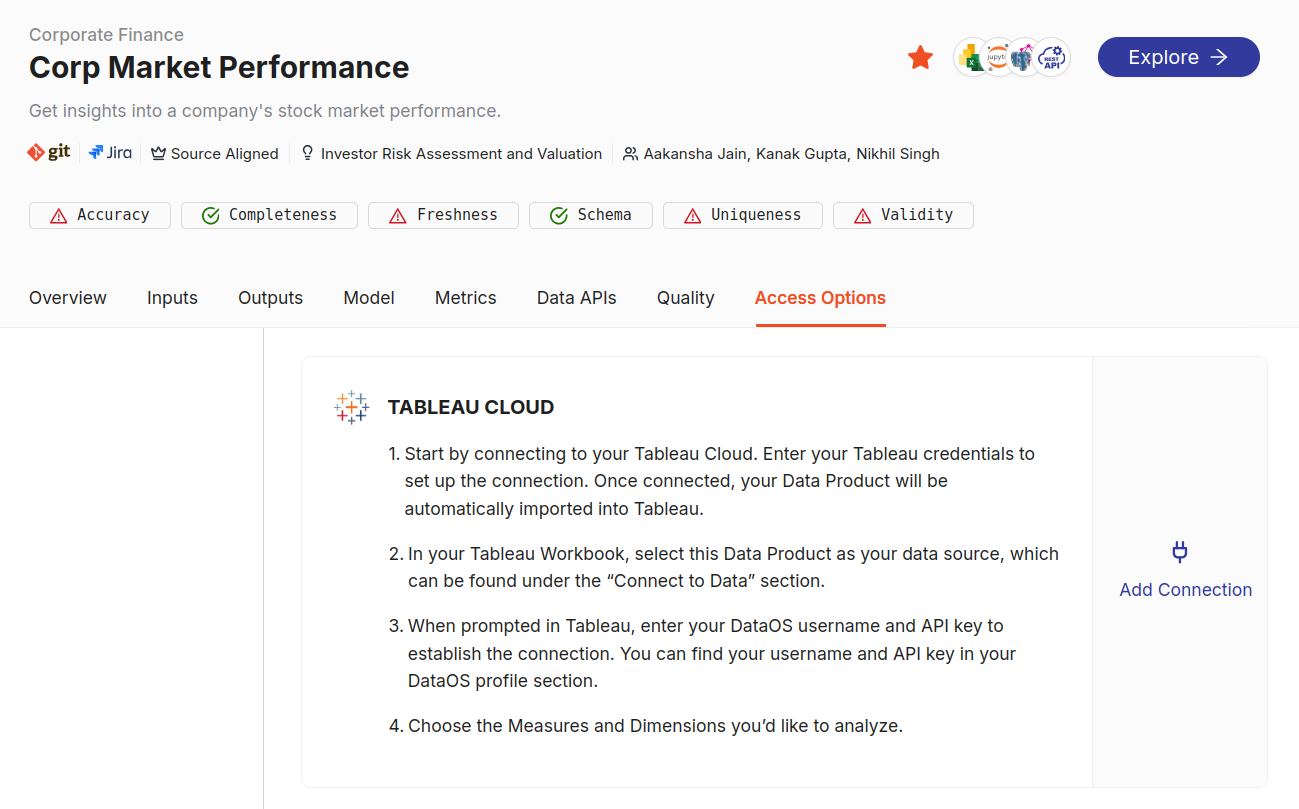 Corporate Finance
Corp Market Performance
Get insights into a company's stock market performance.
X
jupyt
REST
API
Explore
git
Jira
Source Aligned
Investor Risk Assessment and Valuation
Aakansha Jain, Kanak Gupta, Nikhil Singh
Accuracy
Completeness
Freshness
Schema
Uniqueness
Validity
Overview
Inputs
Outputs
Model
Metrics
Data APIs
Quality
Access Options
TABLEAU CLOUD
1. Start by connecting to your Tableau Cloud. Enter your Tableau credentials to
set up the connection. Once connected, your Data Product will be
automatically imported into Tableau.
2. In your Tableau Workbook, select this Data Product as your data source, which
can be found under the “Connect to Data” section.
3. When prompted in Tableau, enter your DataOS username and API key to
establish the connection. You can find your username and API key in your
DataOS profile section.
4. Choose the Measures and Dimensions you’d like to analyze.
Add Connection